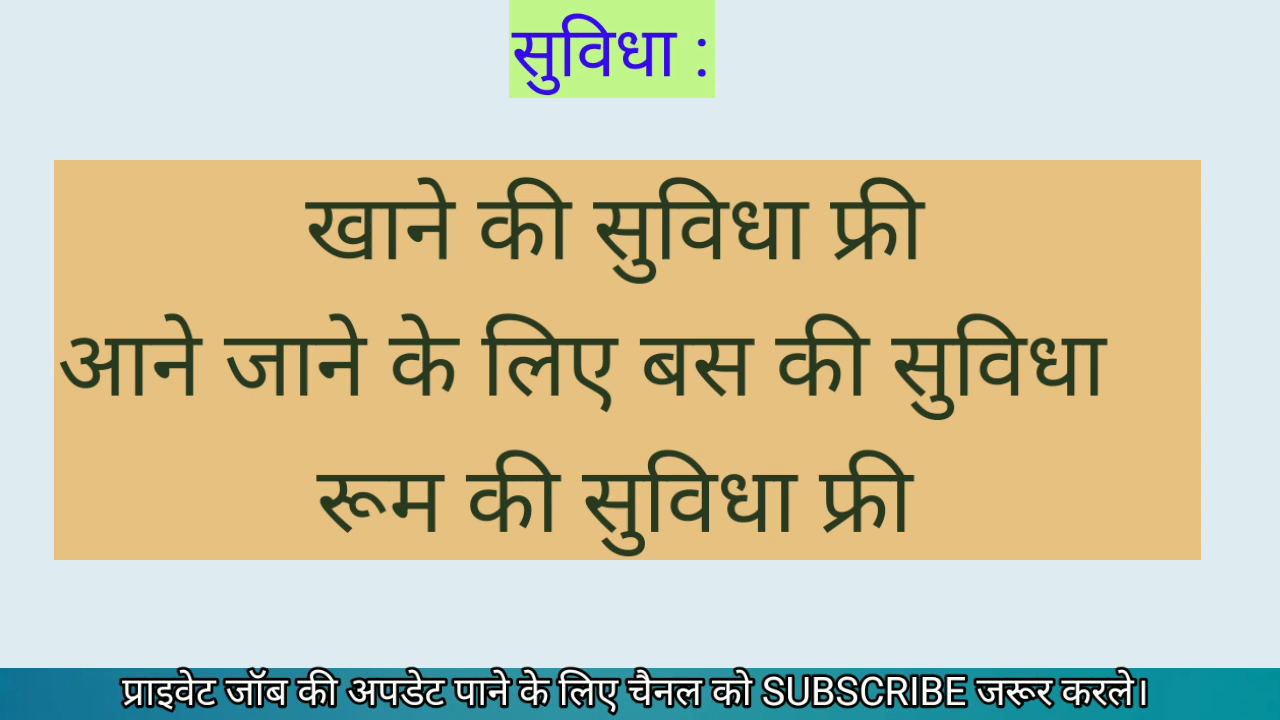 सुविधा :
खाने की सुविधा फ्री
आने जाने के लिए बस की सुविधा
रूम की सुविधा फ्री
प्राइवेट जॉब की अपडेट पाने के लिए चैनल को SUBSCRIBE जरूर करले।